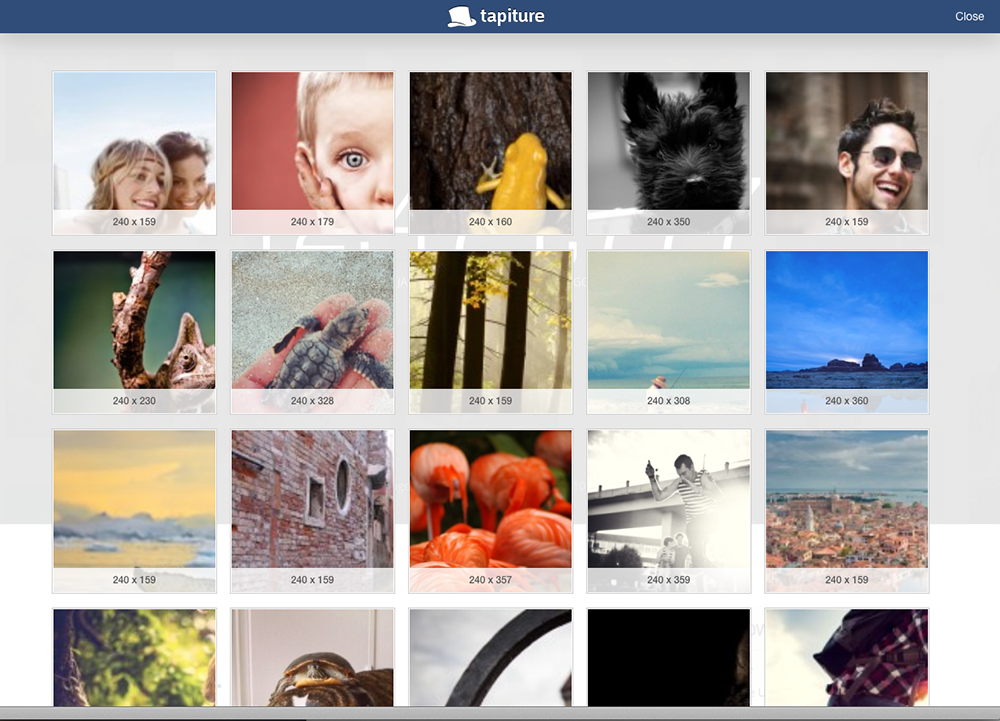 tapiture
Close
240 x 159
240 x 179
240 x 160
240 x 350
240 x 159
240 x 230
240 x 328
240 x 159
240 x 308
240 x 360
240 x 159
240 x 159
240 x 357
240 x 359
240 x 159